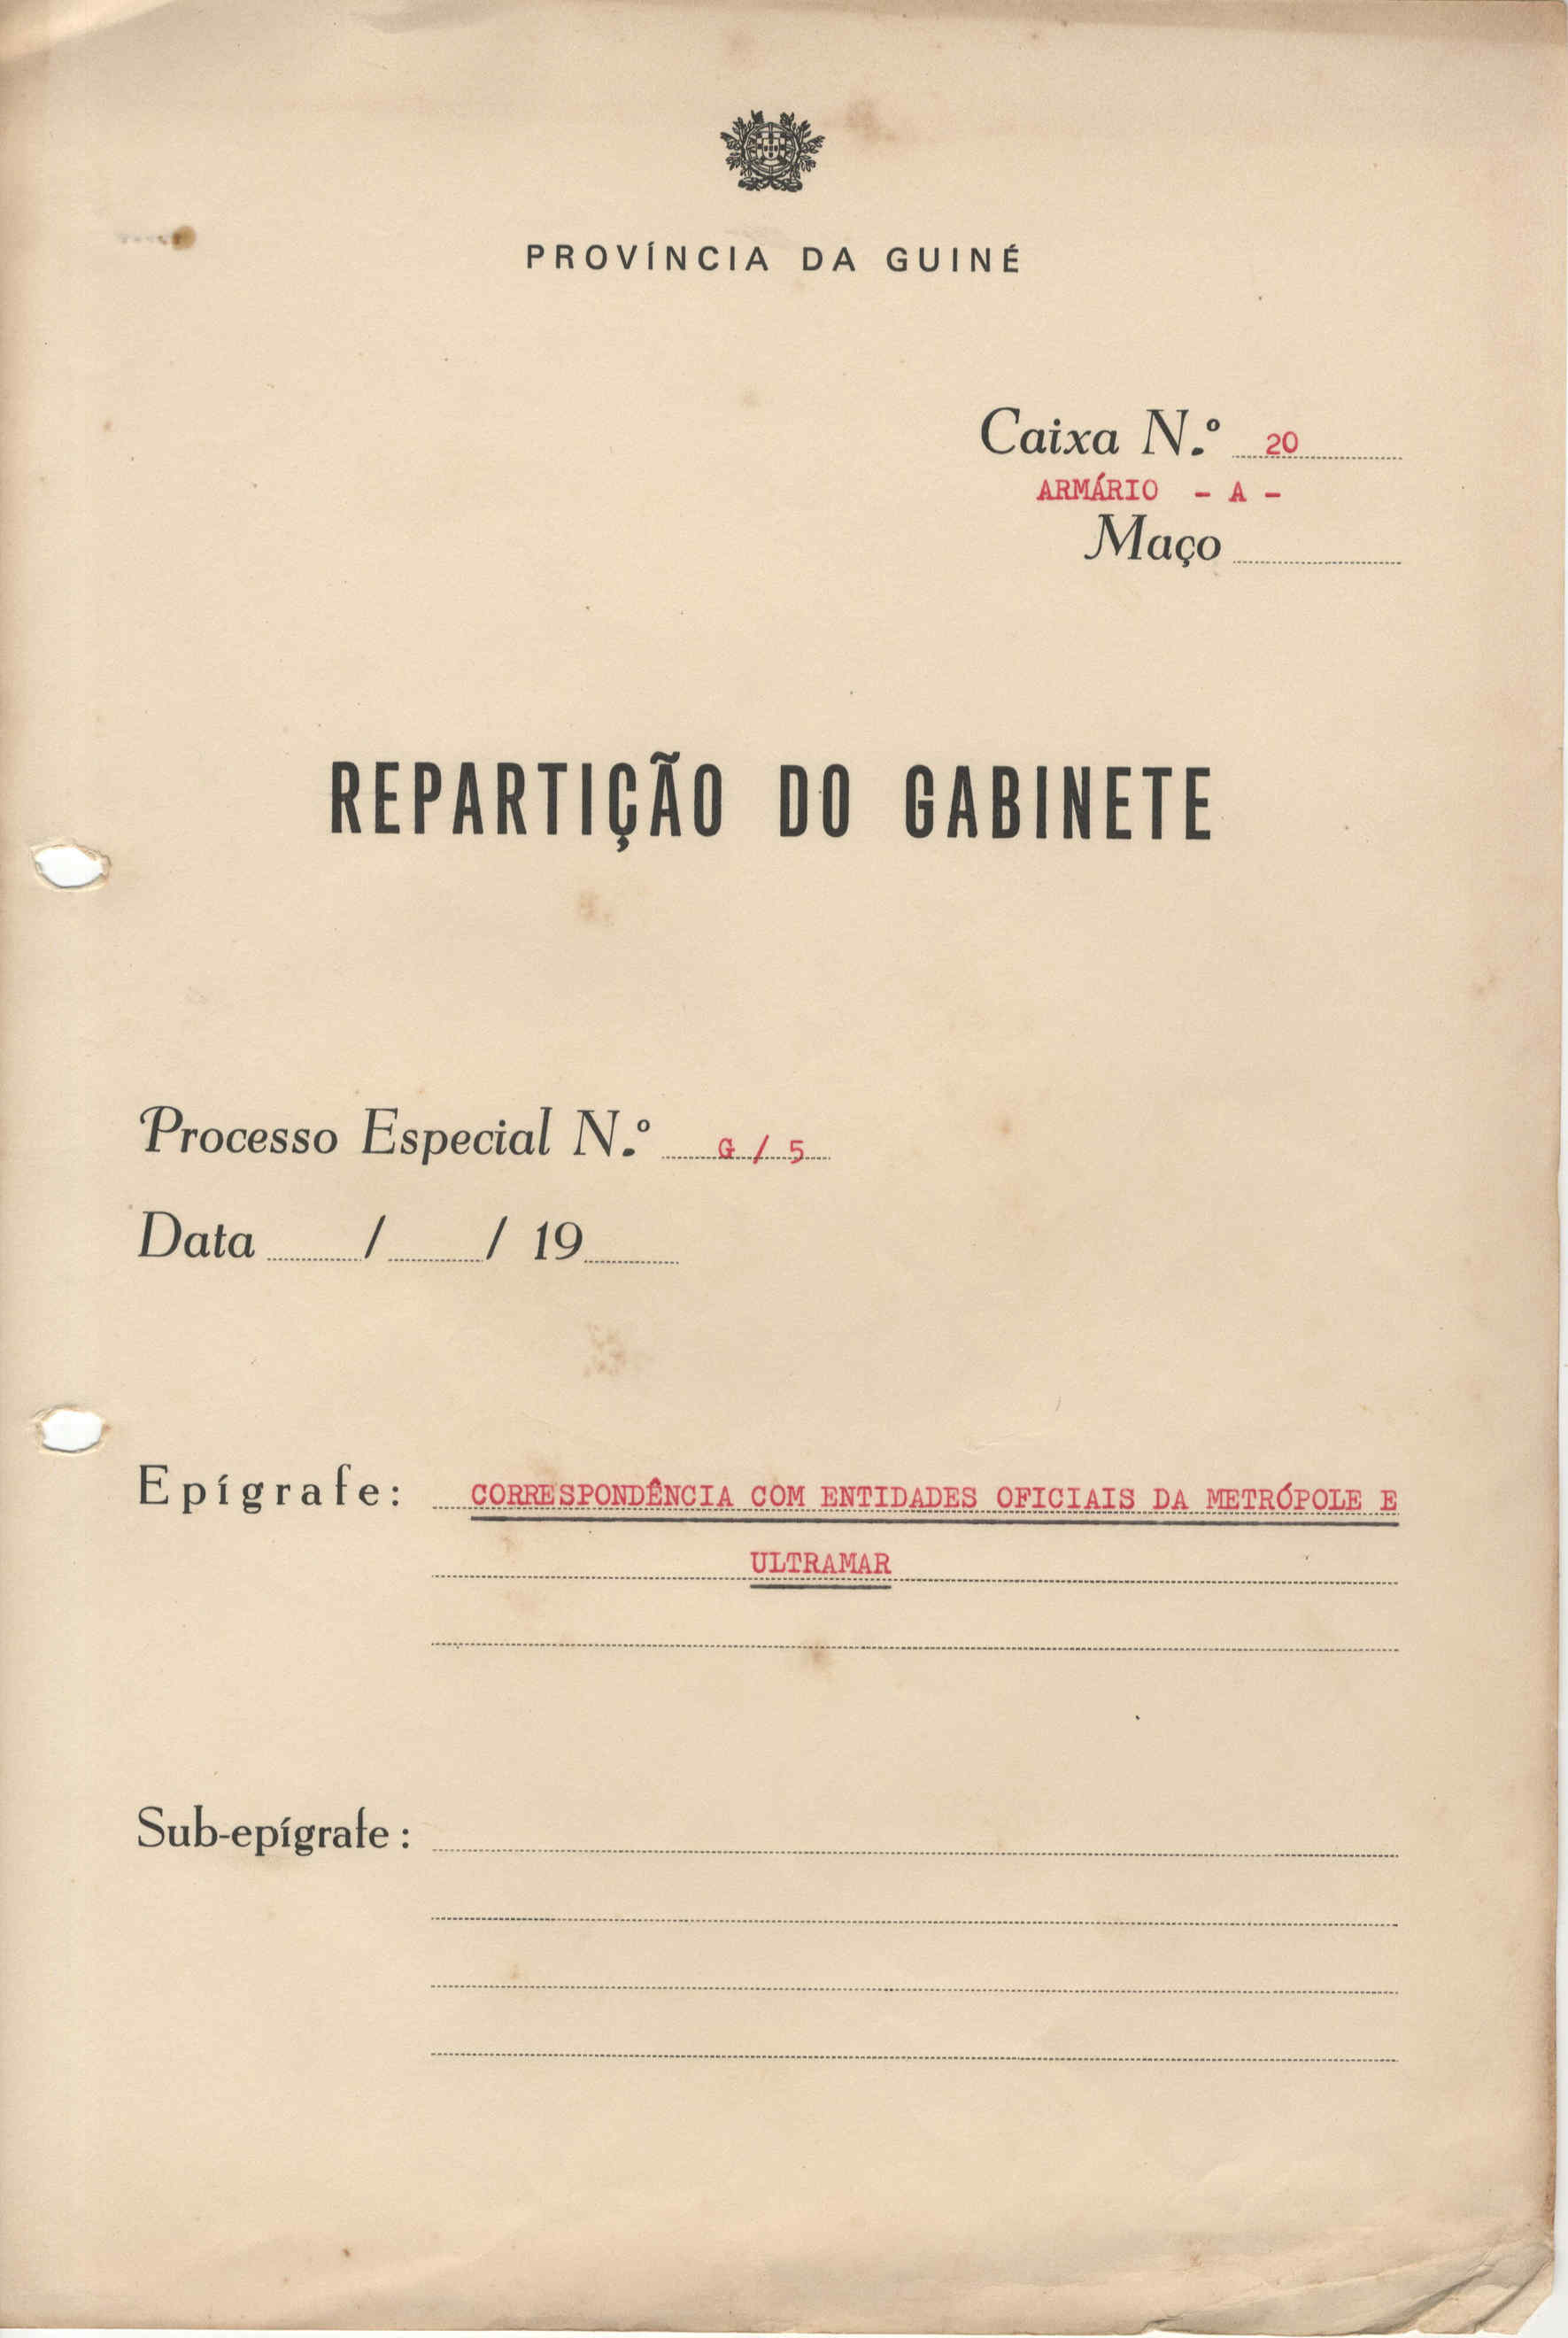 PROVÍNCIA DA GUINÉ
Caixa N.º 20
ARMÁRIO - A -
Maço
REPARTIÇÃO DO GABINETE
Processo Especial N.º G / 5
Data / / 19
Epígrafe: CORRESPONDÊNCIA COM ENTIDADES OFICIAIS DA METRÓPOLE E
ULTRAMAR
Sub-epígrafe: